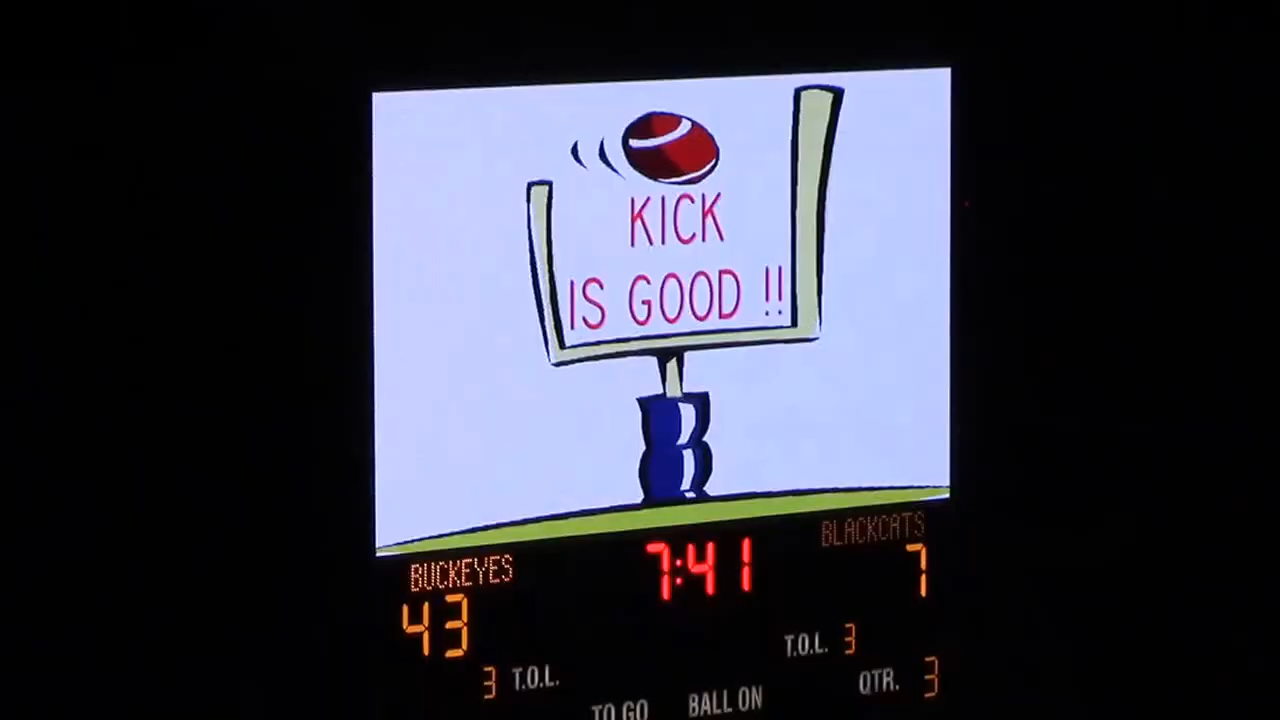 KICK
IS GOOD !!
BUCKEYES 7:41 BLACKCATS
43 7
3 T.O.L. T.O.L. 3
TO GO BALL ON QTR. 3